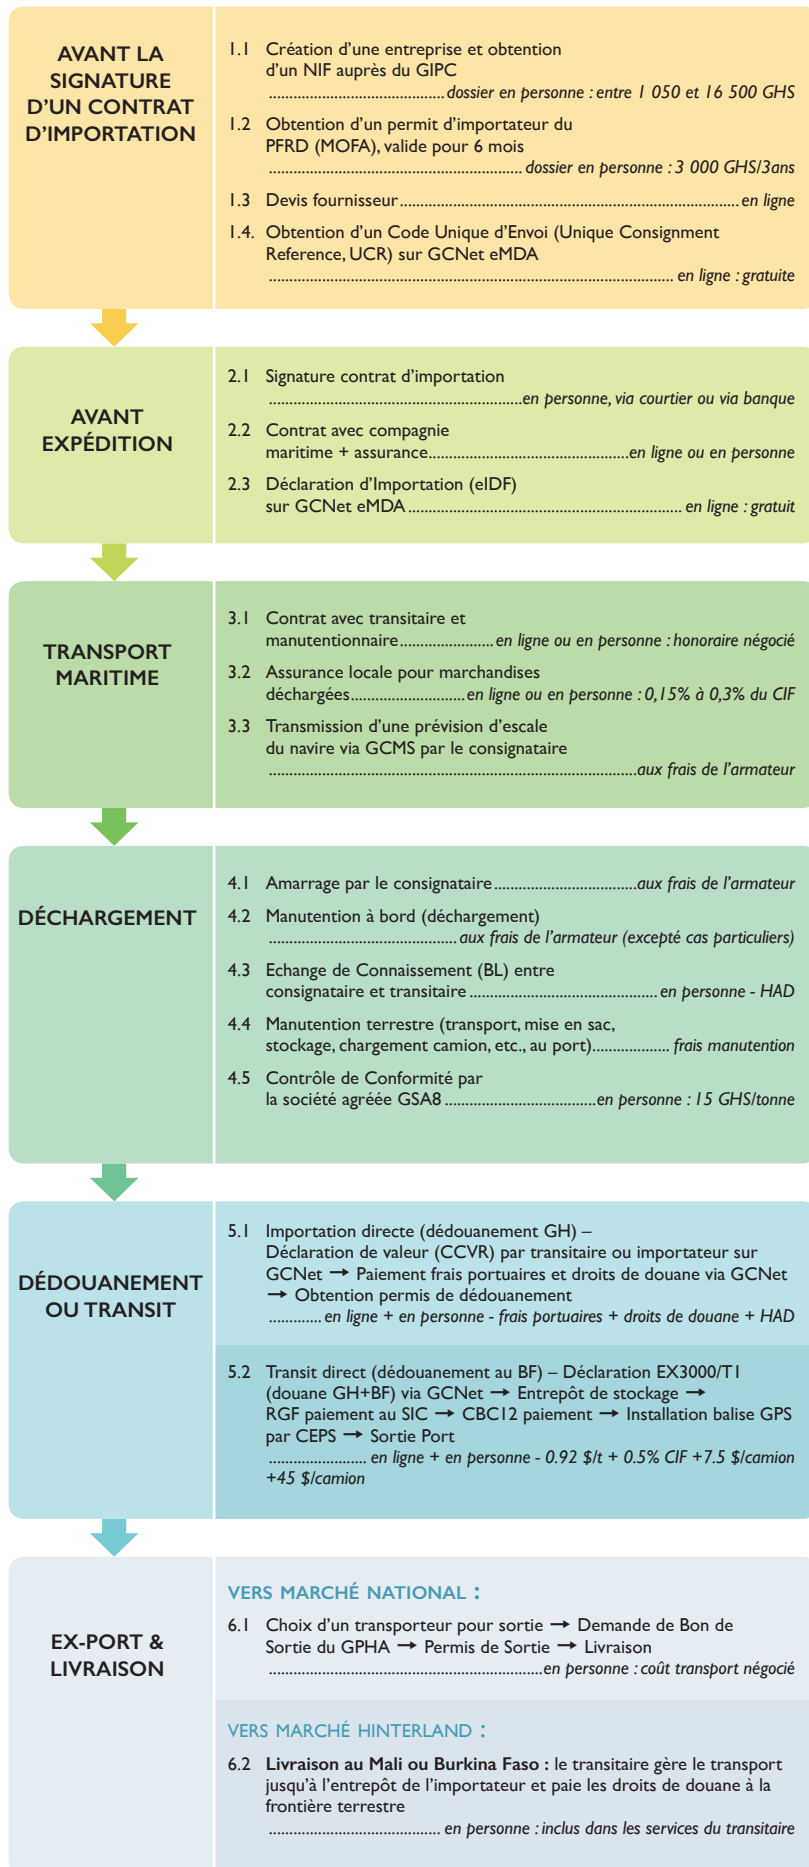 AVANT LA
SIGNATURE
D'UN CONTRAT
D'IMPORTATION
1.1 Création d'une entreprise et obtention
d'un NIF auprès du GIPC
............................................dossier en personne : entre 1 050 et 16 500 GHS
1.2 Obtention d'un permis d'importateur du
PFRD (MOFA), valide pour 6 mois
................................................................ dossier en personne : 3 000 GHS/3ans
1.3 Devis fournisseur..................................................................................... en ligne
1.4. Obtention d'un Code Unique d'Envoi (Unique Consignment
Reference, UCR) sur GCNet eMDA
...................................................................................................... en ligne : gratuite
AVANT
EXPÉDITION
2.1 Signature contrat d'importation
................................................................en personne, via courtier ou via banque
2.2 Contrat avec compagnie
maritime + assurance..................................................en ligne ou en personne
2.3 Déclaration d'Importation (eIDF)
sur GCNet eMDA ..................................................................... en ligne : gratuit
TRANSPORT
MARITIME
3.1 Contrat avec transitaire et
manutentionnaire.......................en ligne ou en personne : honoraire négocié
3.2 Assurance locale pour marchandises
déchargées.....................en ligne ou en personne : 0,15% à 0,3% du CIF
3.3 Transmission d'une prévision d'escale
du navire via GCMS par le consignataire
.............................................................................................aux frais de l'armateur
DÉCHARGEMENT
4.1 Amarrage par le consignataire ....................................aux frais de l'armateur
4.2 Manutention à bord (déchargement)
............................................... aux frais de l'armateur (excepté cas particuliers)
4.3 Echange de Connaissement (BL) entre
consignataire et transitaire ............................................... en personne - HAD
4.4 Manutention terrestre (transport, mise en sac,
stockage, chargement camion, etc., au port)................... frais manutention
4.5 Contrôle de Conformité par
la société agréée GSA8 ......................................en personne : 15 GHS/tonne
DÉDOUANEMENT
OU TRANSIT
5.1 Importation directe (dédouanement GH) –
Déclaration de valeur (CCVR) par transitaire ou importateur sur
GCNet → Paiement frais portuaires et droits de douane via GCNet
→ Obtention permis de dédouanement
............. en ligne + en personne - frais portuaires + droits de douane + HAD
5.2 Transit direct (dédouanement au BF) – Déclaration EX3000/T1
(douane GH+BF) via GCNet → Entrepôt de stockage →
RGF paiement au SIC → CBC12 paiement → Installation balise GPS
par CEPS → Sortie Port
......................... en ligne + en personne - 0.92 $/t + 0.5% CIF +7.5 $/camion
+45 $/camion
EX-PORT &
LIVRAISON
VERS MARCHÉ NATIONAL :
6.1 Choix d'un transporteur pour sortie → Demande de Bon de
Sortie du GPHA → Permis de Sortie → Livraison
.....................................................................en personne : coût transport négocié
VERS MARCHÉ HINTERLAND :
6.2 Livraison au Mali ou Burkina Faso : le transitaire gère le transport
jusqu'à l'entrepôt de l'importateur et paie les droits de douane à la
frontière terrestre
........................................... en personne : inclus dans les services du transitaire